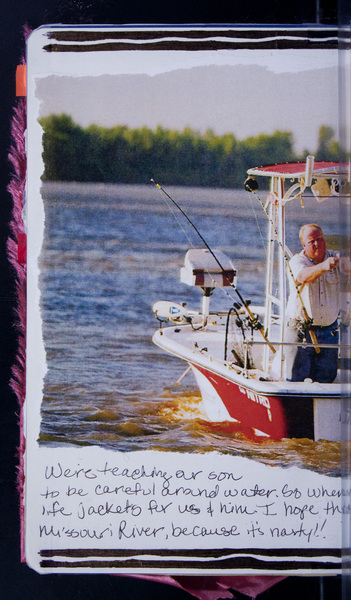 We're teaching our son
to be careful around water. So when
life jackets for us & him. I hope
Missouri River, because it's nasty!!